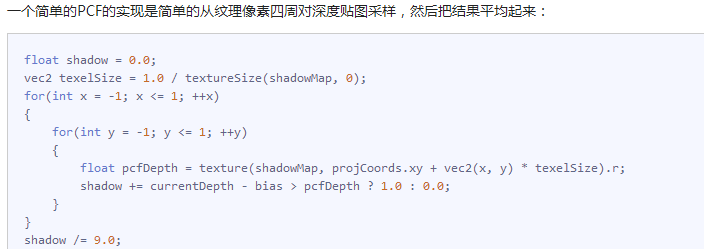 一个简单的PCF的实现是简单的从纹理像素四周对深度贴图采样，然后把结果平均起来：
float shadow = 0.0;
vec2 texelSize = 1.0 / textureSize(shadowMap, 0);
for(int x = -1; x <= 1; ++x)
{
    for(int y = -1; y <= 1; ++y)
    {
        float pcfDepth = texture(shadowMap, projCoords.xy + vec2(x, y) * texelSize).r;
        shadow += currentDepth - bias > pcfDepth ? 1.0 : 0.0;
    }
}
shadow /= 9.0;